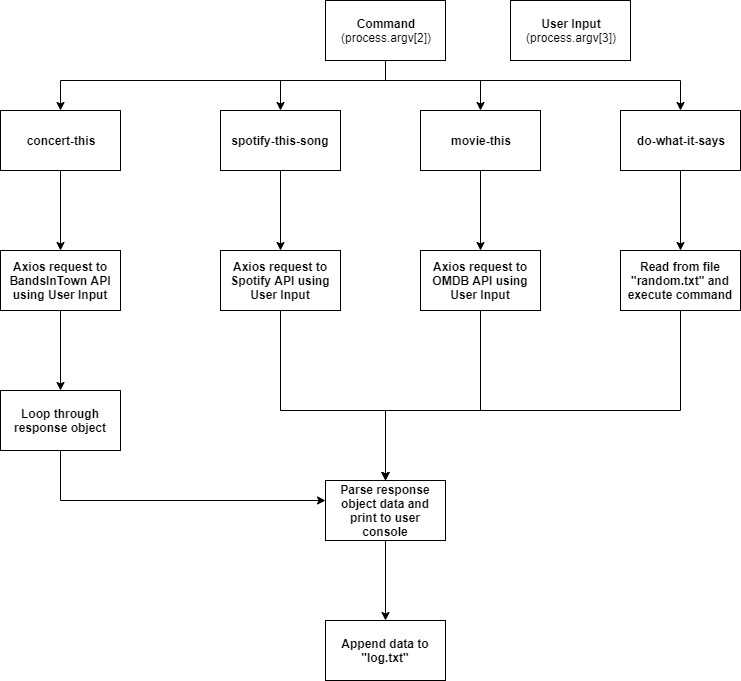 Command
(process.argv[2])
User Input
(process.argv[3])
concert-this
spotify-this-song
movie-this
do-what-it-says
Axios request to
BandsInTown API
using User Input
Axios request to
Spotify API using
User Input
Axios request to
OMDB API using
User Input
Read from file
"random.txt" and
execute command
Loop through
response object
Parse response
object data and
print to user
console
Append data to
"log.txt"